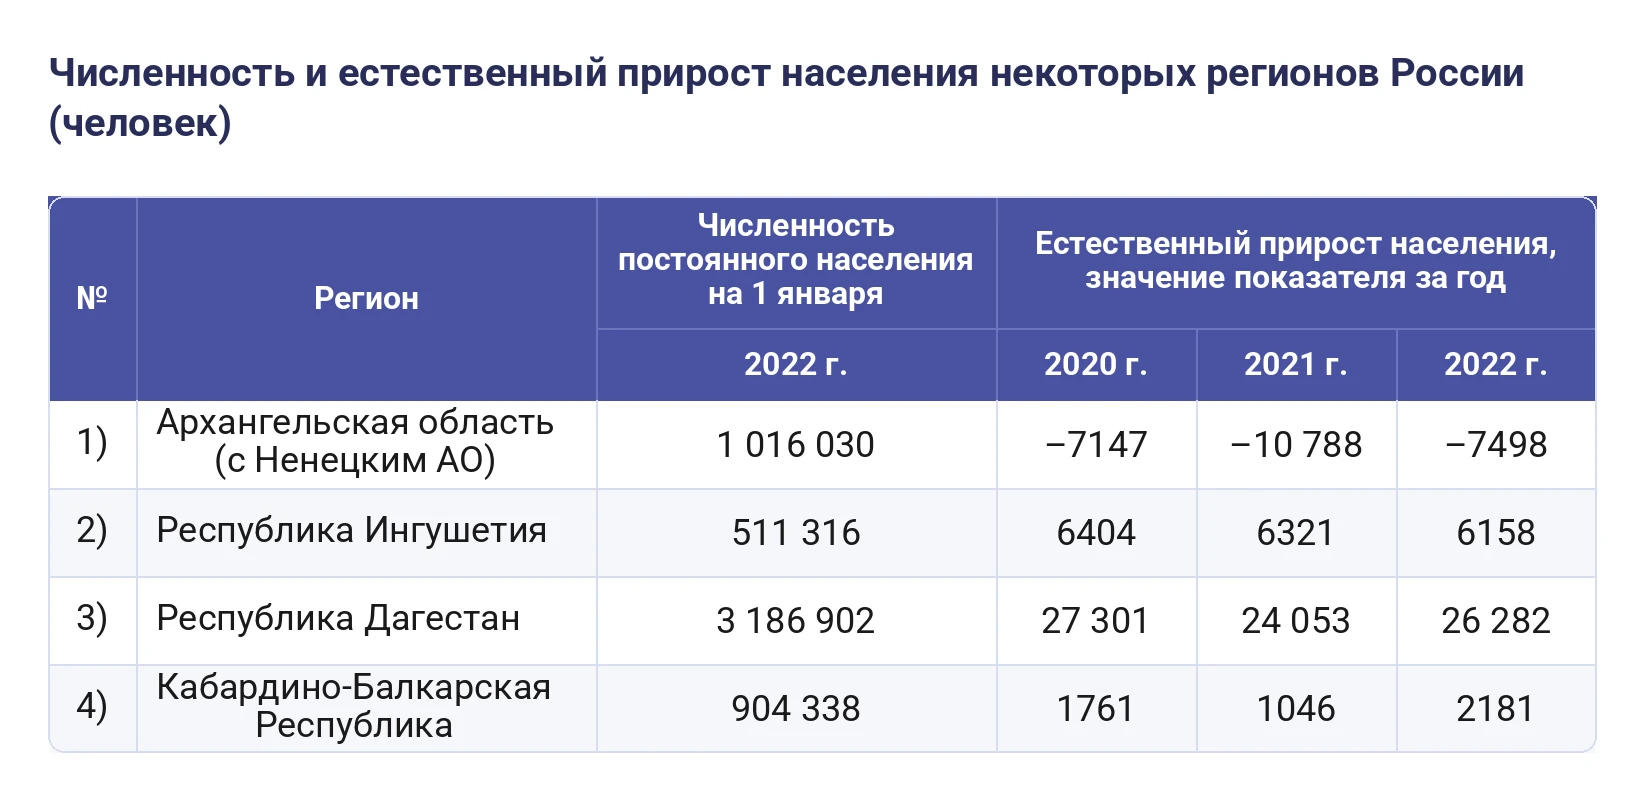 Численность и естественный прирост населения некоторых регионов России
(человек)
№
Регион
Численность
постоянного населения
на 1 января
Естественный прирост населения,
значение показателя за год
2022 г.
2020 г.
2021 г.
2022 г.
1)
Архангельская область
(с Ненецким АО)
1 016 030
–7147
–10 788
–7498
2)
Республика Ингушетия
511 316
6404
6321
6158
3)
Республика Дагестан
3 186 902
27 301
24 053
26 282
4)
Кабардино-Балкарская
Республика
904 338
1761
1046
2181